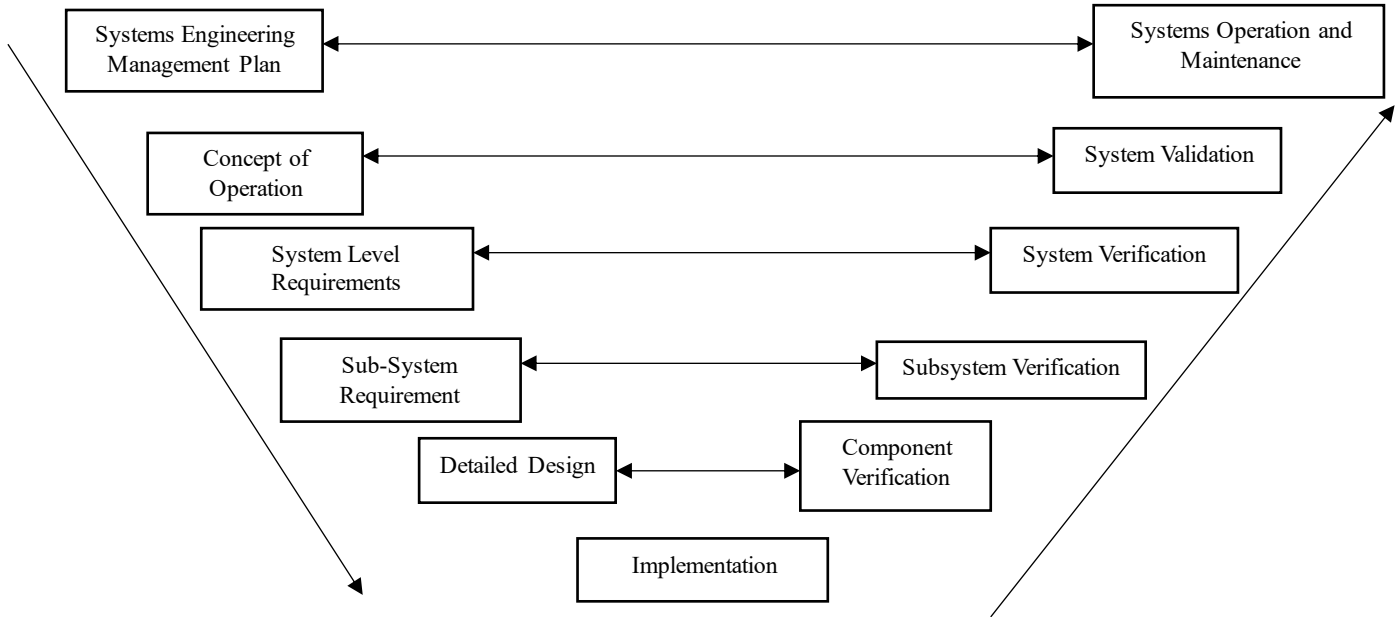 Systems Engineering
Management Plan
Systems Operation and
Maintenance
Concept of
Operation
System Validation
System Level
Requirements
System Verification
Sub-System
Requirement
Subsystem Verification
Detailed Design
Component
Verification
Implementation